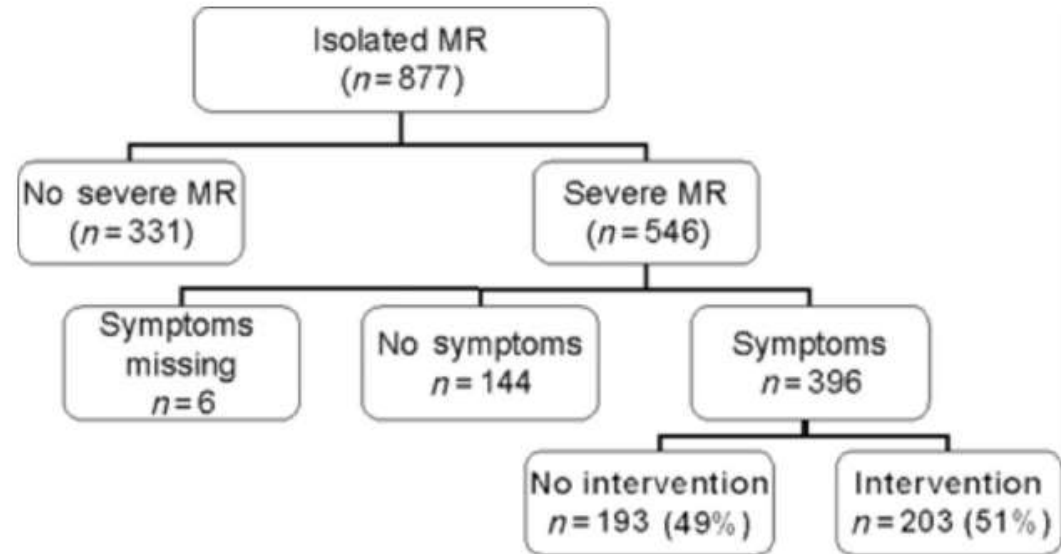 Isolated MR
(n=877)
No severe MR
(n=331)
Severe MR
(n=546)
Symptoms
missing
n=6
No symptoms
n=144
Symptoms
n=396
No intervention
n=193 (49%)
Intervention
n=203 (51%)